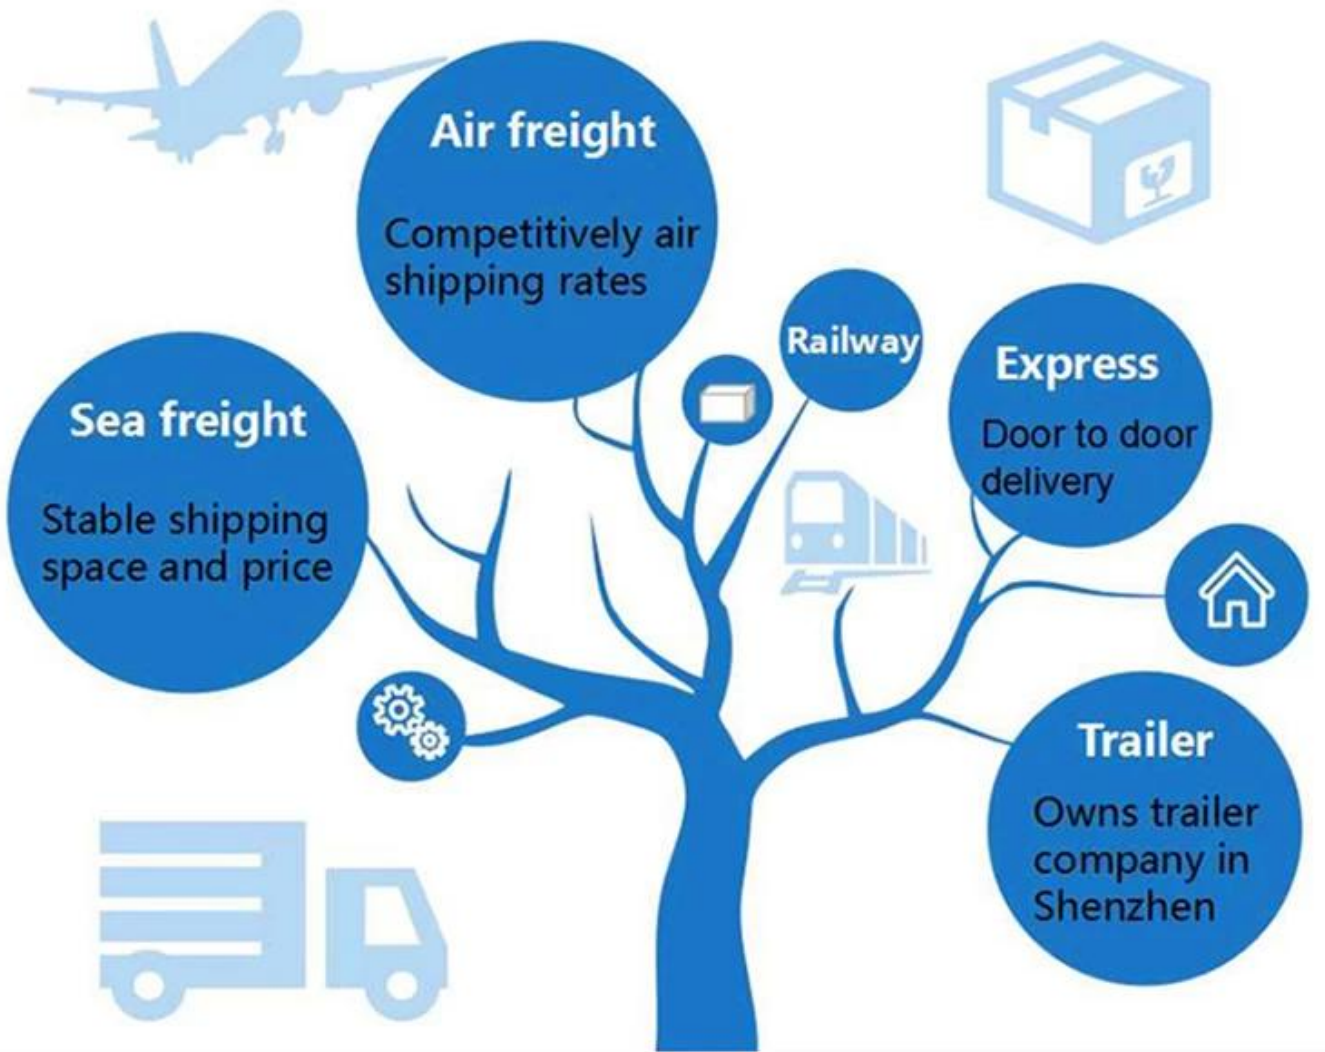 Air freight
Competitively air
shipping rates
Railway
Express
Door to door
delivery
Sea freight
Stable shipping
space and price
Trailer
Owns trailer
company in
Shenzhen